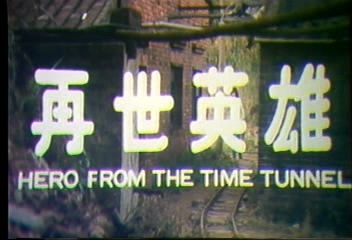 再世英雄
HERO FROM THE TIME TUNNEL